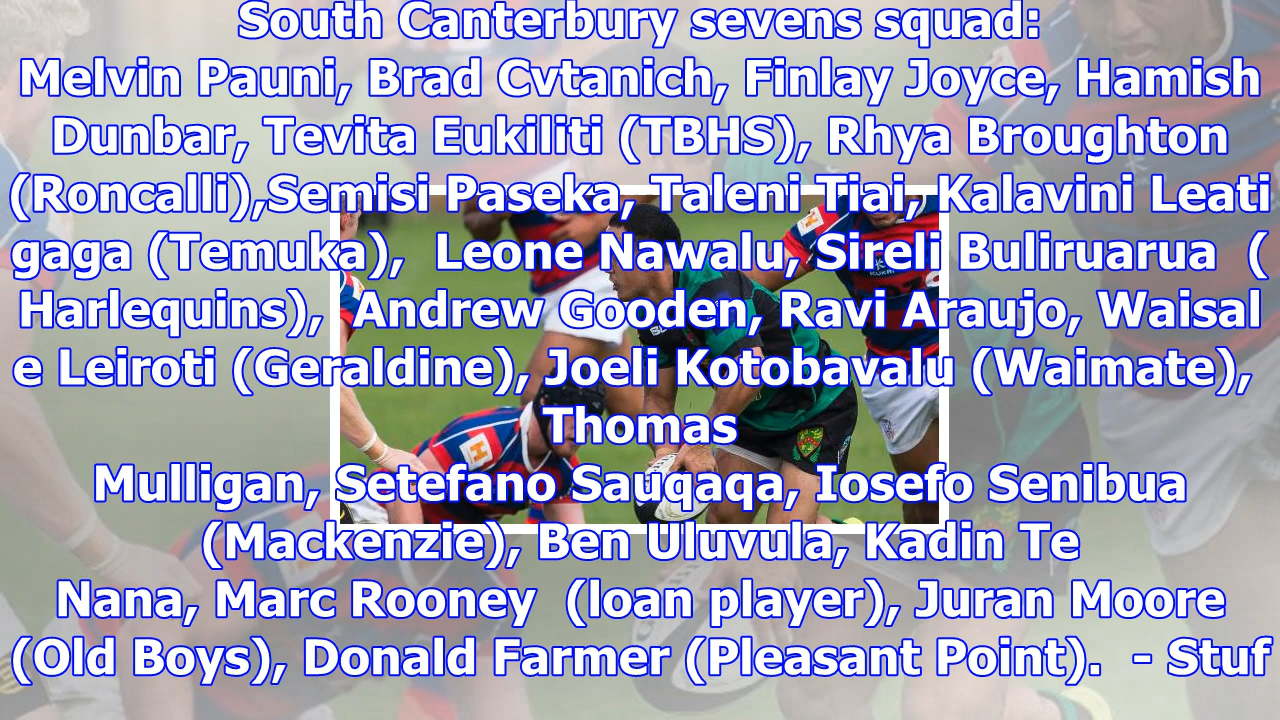 South Canterbury sevens squad:
Melvin Pauni, Brad Cvtanich, Finlay Joyce, Hamish
Dunbar, Tevita Eukiliti (TBHS), Rhya Broughton
(Roncalli),Semisi Paseka, Taleni Tiai, Kalavini Leati
gaga (Temuka),  Leone Nawalu, Sireli Buliruarua  (
Harlequins),  Andrew Gooden, Ravi Araujo, Waisal
e Leiroti (Geraldine), Joeli Kotobavalu (Waimate),
Thomas
Mulligan, Setefano Sauqaqa, Iosefo Senibua
(Mackenzie), Ben Uluvula, Kadin Te
Nana, Marc Rooney  (loan player), Juran Moore
(Old Boys), Donald Farmer (Pleasant Point).  - Stuf